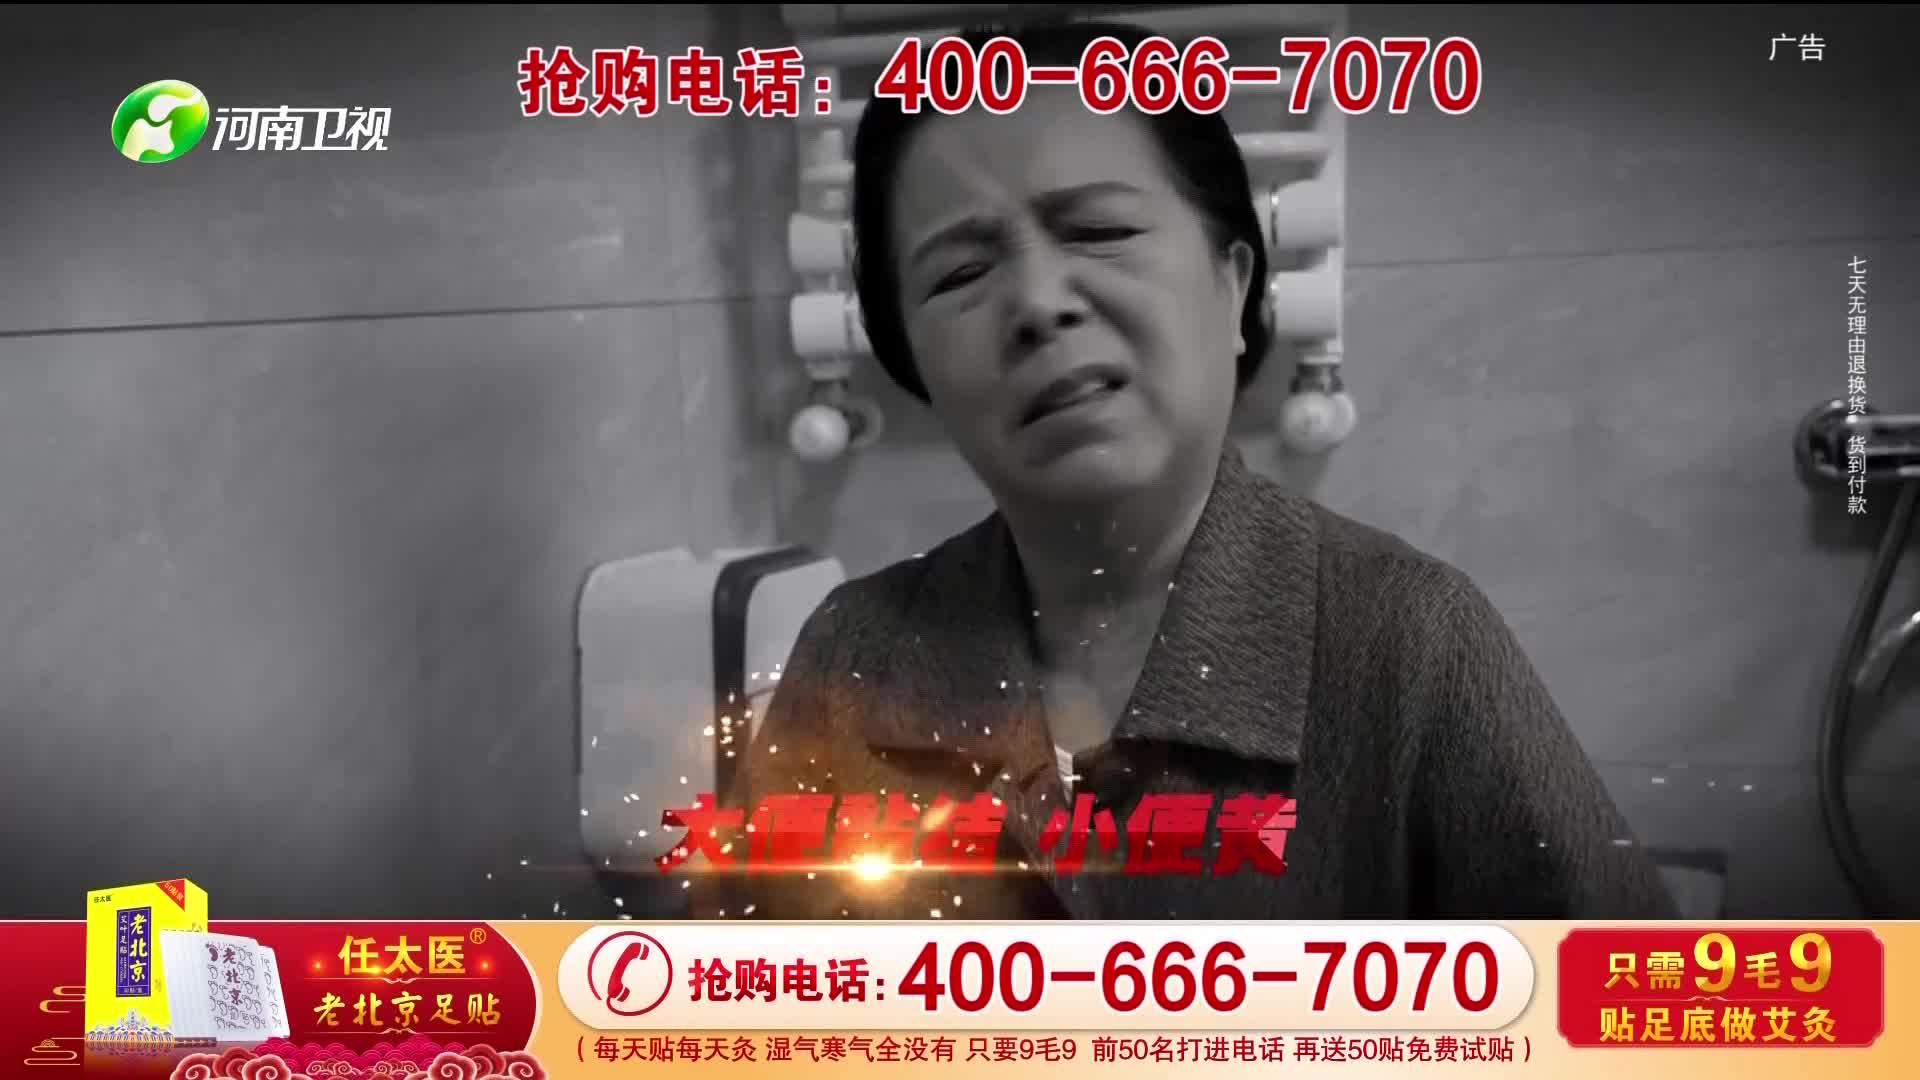 抢购电话：400-666-7070
广告
河南卫视
七天无理由退换货 货到付款
大便黏结 小便黄
任太医
老北京
艾叶足贴
老北京
任太医®
老北京足贴
抢购电话：400-666-7070
（每天贴每天灸 湿气寒气全没有 只要9毛9 前50名打进电话 再送50贴免费试贴）
只需9毛9
贴足底做艾灸